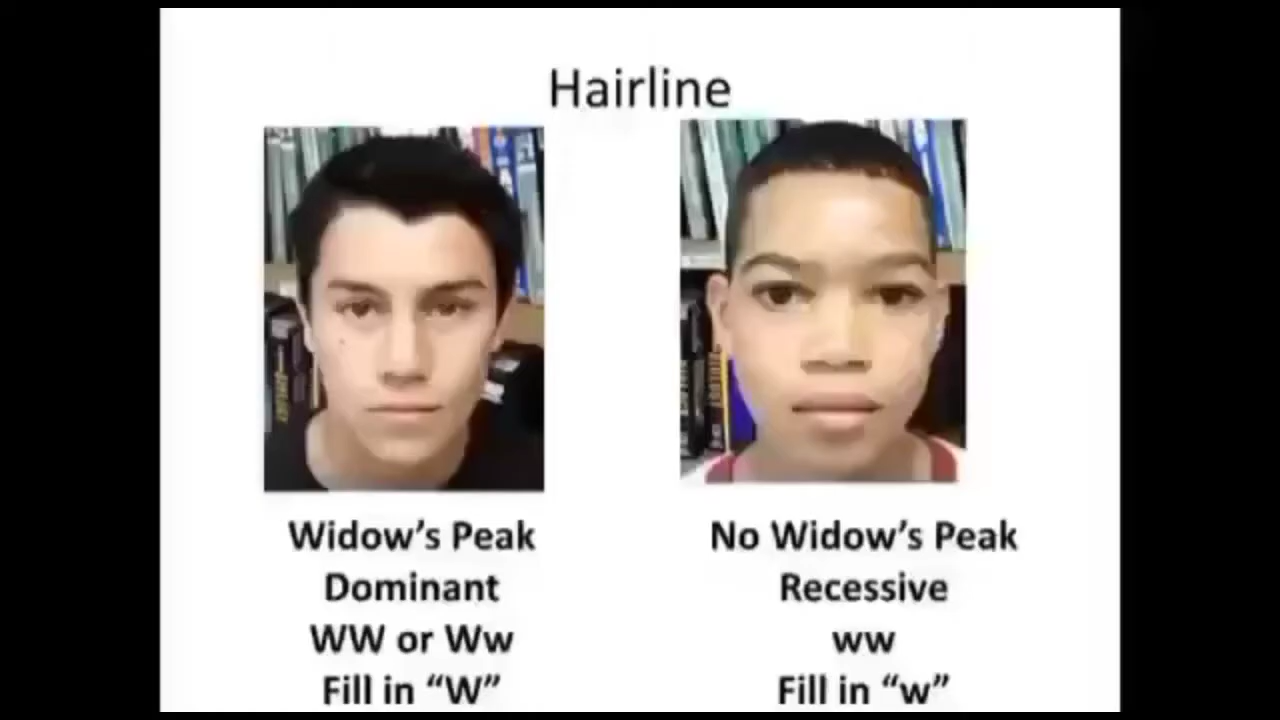 Hairline
Widow's Peak
Dominant
WW or Ww
Fill in “W”
No Widow's Peak
Recessive
ww
Fill in “w”